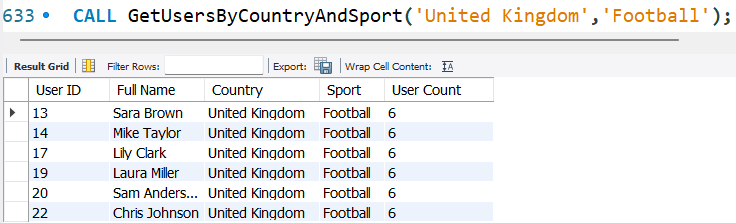 633 CALL GetUsersByCountryAndSport('United Kingdom','Football');
Result Grid Filter Rows: Export: Wrap Cell Content: IA
User ID Full Name Country Sport User Count
13 Sara Brown United Kingdom Football 6
14 Mike Taylor United Kingdom Football 6
17 Lily Clark United Kingdom Football 6
19 Laura Miller United Kingdom Football 6
20 Sam Anders... United Kingdom Football 6
22 Chris Johnson United Kingdom Football 6